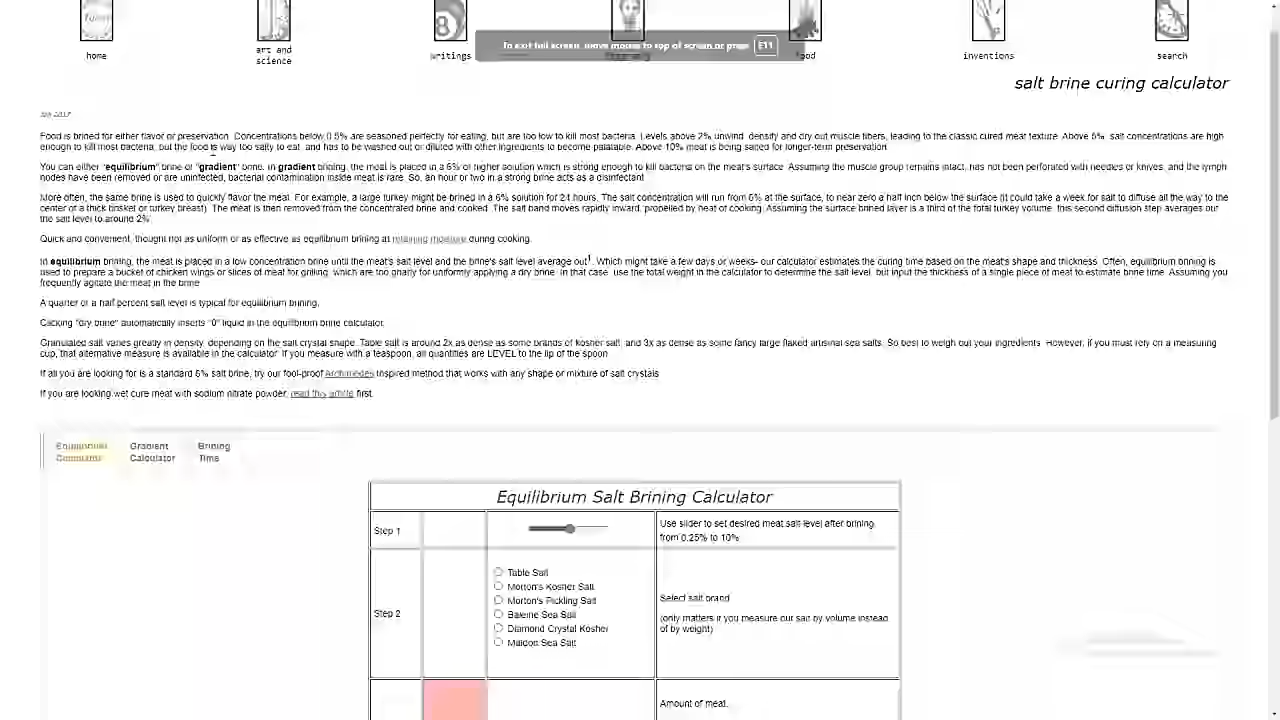 home
art and science
writings
food
inventions
search
To exit full screen, move mouse to top of screen or press F11
salt brine curing calculator
Food is brined for either flavor or preservation. Concentrations below 0.5% are seasoned perfectly for eating, but are too low to kill most bacteria. Levels above 2% unwind density and dry out muscle fibers, leading to the classic cured meat texture. Above 6% salt concentrations are high
enough to kill most bacteria, but the food is way too salty to eat and has to be washed out or diluted with other ingredients to become palatable. Above 10% meat is being salted for longer-term preservation
You can either "equilibrium" brine or "gradient" brine. In gradient brining, the meat is placed in a 6% or higher solution which is strong enough to kill bacteria on the meat's surface. Assuming the muscle group remains intact, has not been perforated with needles or knives, and the lymph
nodes have been removed or are uninfected, bacterial contamination inside meat is rare. So, an hour or two in a strong brine acts as a disinfectant
More often, the same brine is used to quickly flavor the meat. For example, a large turkey might be brined in a 6% solution for 24 hours. The salt concentration will run from 6% at the surface, to near zero a half inch below the surface (it could take a week for salt to diffuse all the way to the
center of a thick brisket or turkey breast). The meat is then removed from the concentrated brine and cooked. The salt band moves rapidly inward, propelled by heat of cooking. Assuming the surface brined layer is a third of the total turkey volume, this second diffusion step averages our
the salt level to around 2%
Quick and convenient, thought not as uniform or as effective as equilibrium brining at retaining moisture during cooking.
In equilibrium brining, the meat is placed in a low concentration brine until the meat's salt level and the brine's salt level average out1. Which might take a few days or weeks- our calculator estimates the curing time based on the meat's shape and thickness. Often, equilibrium brining is
used to prepare a bucket of chicken wings or slices of meat for grilling, which are too gnarly for uniformly applying a dry brine. In that case, use the total weight in the calculator to determine the salt level, but input the thickness of a single piece of meat to estimate brine time. Assuming you
frequently agitate the meat in the brine
A quarter or a half percent salt level is typical for equilibrium brining.
Clicking "dry brine" automatically inserts "0" liquid in the equilibrium brine calculator.
Granulated salt varies greatly in density, depending on the salt crystal shape. Table salt is around 2x as dense as some brands of kosher salt, and 3x as dense as some fancy large flaked artisinal sea salts. So best to weigh out your ingredients. However, if you must rely on a measuring
cup, that alternative measure is available in the calculator. If you measure with a teaspoon, all quantities are LEVEL to the lip of the spoon
If all you are looking for is a standard 6% salt brine, try our fool-proof Archimedes inspired method that works with any shape or mixture of salt crystals
If you are looking wet cure meat with sodium nitrate powder, read this article first.
Equilibrium
Gradient Calculator
Brining Time
Equilibrium Salt Brining Calculator
Step 1
Use slider to set desired meat salt level after brining,
from 0.25% to 10%
Step 2
Table Salt
Morton's Kosher Salt
Morton's Pickling Salt
Baleine Sea Salt
Diamond Crystal Kosher
Maldon Sea Salt
Select salt brand
(only matters if you measure our salt by volume instead
of by weight)
Amount of meat.